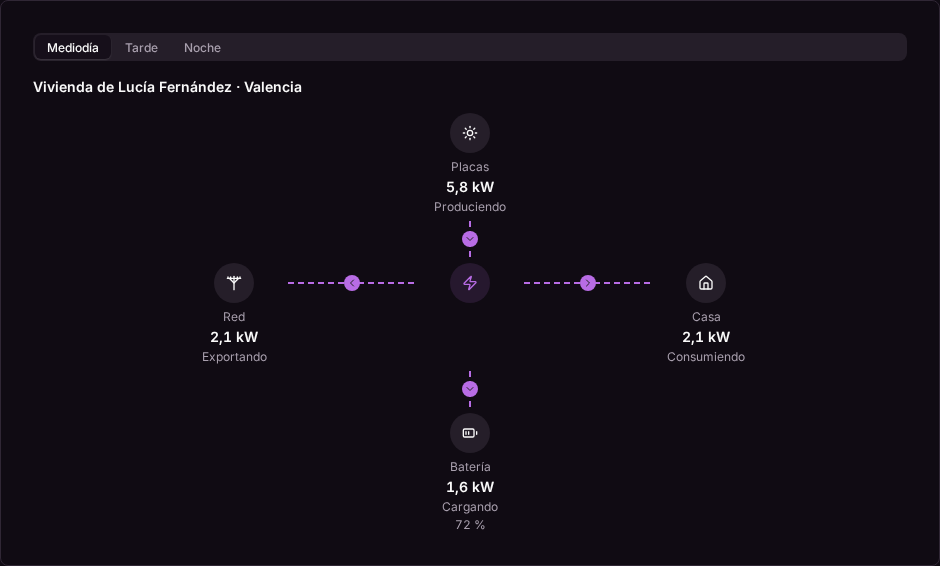 Mediodía Tarde Noche
Vivienda de Lucía Fernández · Valencia
Placas
5,8 kW
Produciendo
Red
2,1 kW
Exportando
Casa
2,1 kW
Consumiendo
Batería
1,6 kW
Cargando
72 %